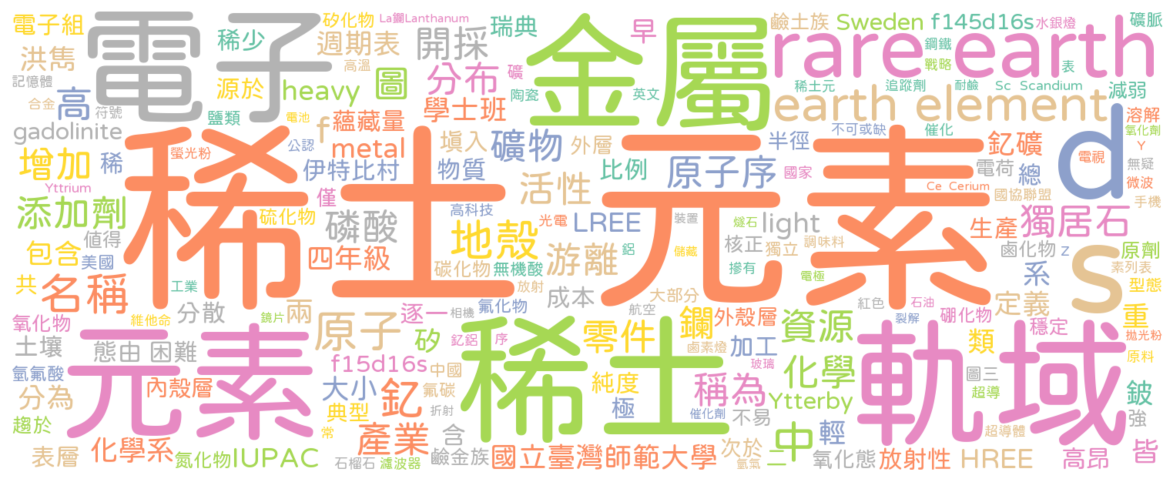 電子組
矽化物
La鑭Lanthanum
瑞典
早
鹼土族
Sweden
f145d16s
水銀燈
礦脈
洪雋
電子
稀少
週期表
開採
金屬
rare earth
鋼鐵
戰略
表
記憶體
高溫
源於
分布
礦
稀土元
追蹤劑
耐鹼
Sc Scandium
減弱
合金
符號
高
heavy
圖
學士班
陶瓷
英文
earth element
鹽類
電池
f
蘊藏量
溶解
氧化劑
gadolinite
螢光粉
公認
metal
填入
礦物
外層
半徑
不可或缺
催化
釔礦
d
電視
Y
無疑
增加
稀
伊特比村
物質
比例
原子序
國家
電荷
總
微波
Yttrium
僅
稀土元素
活性
Ce Cerium
國協聯盟
手機
添加劑
硫化物
磷酸
高科技
地殼
LREE
光電
裝置
燧石
light
生產
獨居石
包含
值得
四年級
碳化物
無機酸
游離
鋁
儲藏
核正
獨立
調味料
鹵化物
z
s
原劑
共
美國
名稱
工業
放射
氟化物
成本
摻有
大部分
電極
系
素列表
型態
氧化物
分散
維他命
鏡片
兩
相機
逐一
矽
航空
紅色
石油
定義
硼化物
重
拋光粉
土壤
元素
態由
困難
原子
釔鋁
序
稀土
零件
鑭
外殼層
鹵素燈
加工
玻璃
資源
裂解
軌域
類
穩定
原料
氫氟酸
f15d16s
中國
圖三
分為
內殼層
大小
氟碳
純度
稱為
化學
超導
鈹
趨於
典型
釔
折射
極
催化劑
不易
Ytterby
強
化學系
常
產業
含
輕
超導體
表層
氮化物
IUPAC
石榴石
濾波器
鹼金族
國立臺灣師範大學
次於
氬氣
二
中
氧化態
放射性
HREE
高昂
皆